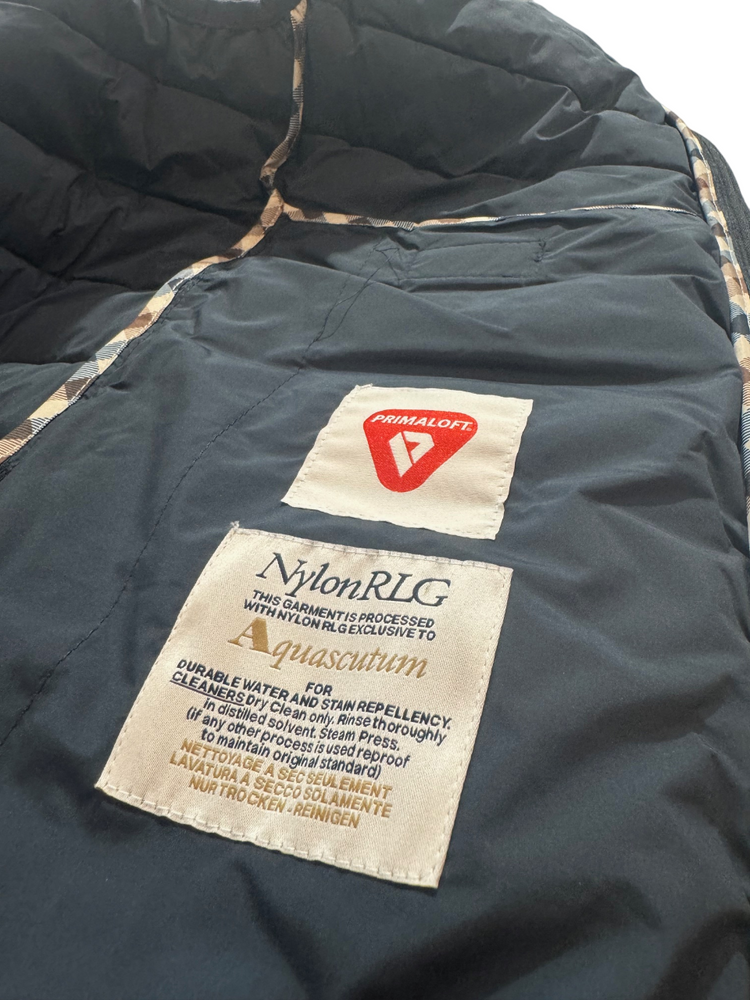 PRIMALOFT
NylonRLG
THIS GARMENT IS PROCESSED
WITH NYLON RLG EXCLUSIVE TO
Aquascutum
FOR
DURABLE WATER AND STAIN REPELLENCY.
CLEANERS Dry Clean only. Rinse thoroughly
in distilled solvent. Steam Press.
(if any other process is used reproof
to maintain original standard)
NETTOYAGE A SEC SEULEMENT
LAVATURA A SECCO SOLAMENTE
NUR TROCKEN-REINIGEN